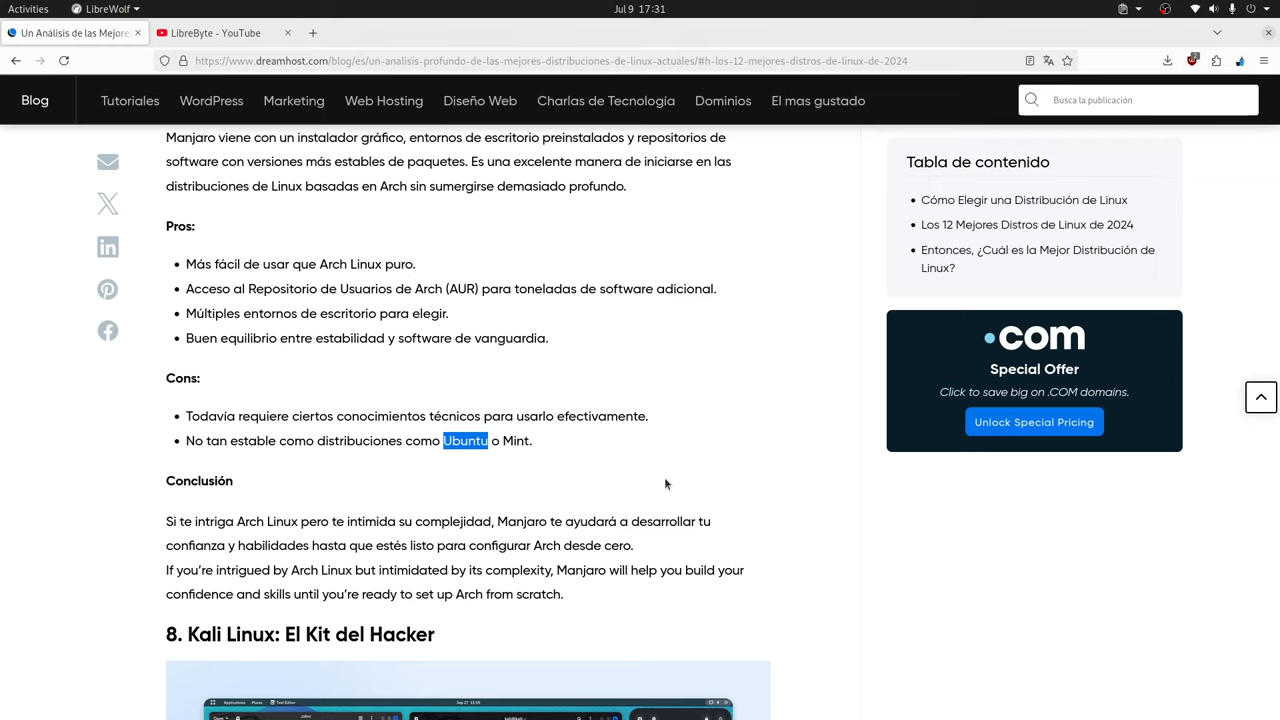 Activities
LibreWolf
Jul 9 17:31
Un Análisis de las Mejores
LibreByte - YouTube
https://www.dreamhost.com/blog/es/un-analisis-profundo-de-las-mejores-distribuciones-de-linux-actuales/#h-los-12-mejores-distros-de-linux-de-2024
Blog
Tutoriales
WordPress
Marketing
Web Hosting
Diseño Web
Charlas de Tecnología
Dominios
El mas gustado
Busca la publicación
Manjaro viene con un instalador gráfico, entornos de escritorio preinstalados y repositorios de
software con versiones más estables de paquetes. Es una excelente manera de iniciarse en las
distribuciones de Linux basadas en Arch sin sumergirse demasiado profundo.
Pros:
Más fácil de usar que Arch Linux puro.
Acceso al Repositorio de Usuarios de Arch (AUR) para toneladas de software adicional.
Múltiples entornos de escritorio para elegir.
Buen equilibrio entre estabilidad y software de vanguardia.
Cons:
Todavía requiere ciertos conocimientos técnicos para usarlo efectivamente.
No tan estable como distribuciones como Ubuntu o Mint.
Conclusión
Si te intriga Arch Linux pero te intimida su complejidad, Manjaro te ayudará a desarrollar tu
confianza y habilidades hasta que estés listo para configurar Arch desde cero.
If you're intrigued by Arch Linux but intimidated by its complexity, Manjaro will help you build your
confidence and skills until you're ready to set up Arch from scratch.
8. Kali Linux: El Kit del Hacker
Tabla de contenido
Cómo Elegir una Distribución de Linux
Los 12 Mejores Distros de Linux de 2024
Entonces, ¿Cuál es la Mejor Distribución de
Linux?
.com
Special Offer
Click to save big on .COM domains.
Unlock Special Pricing